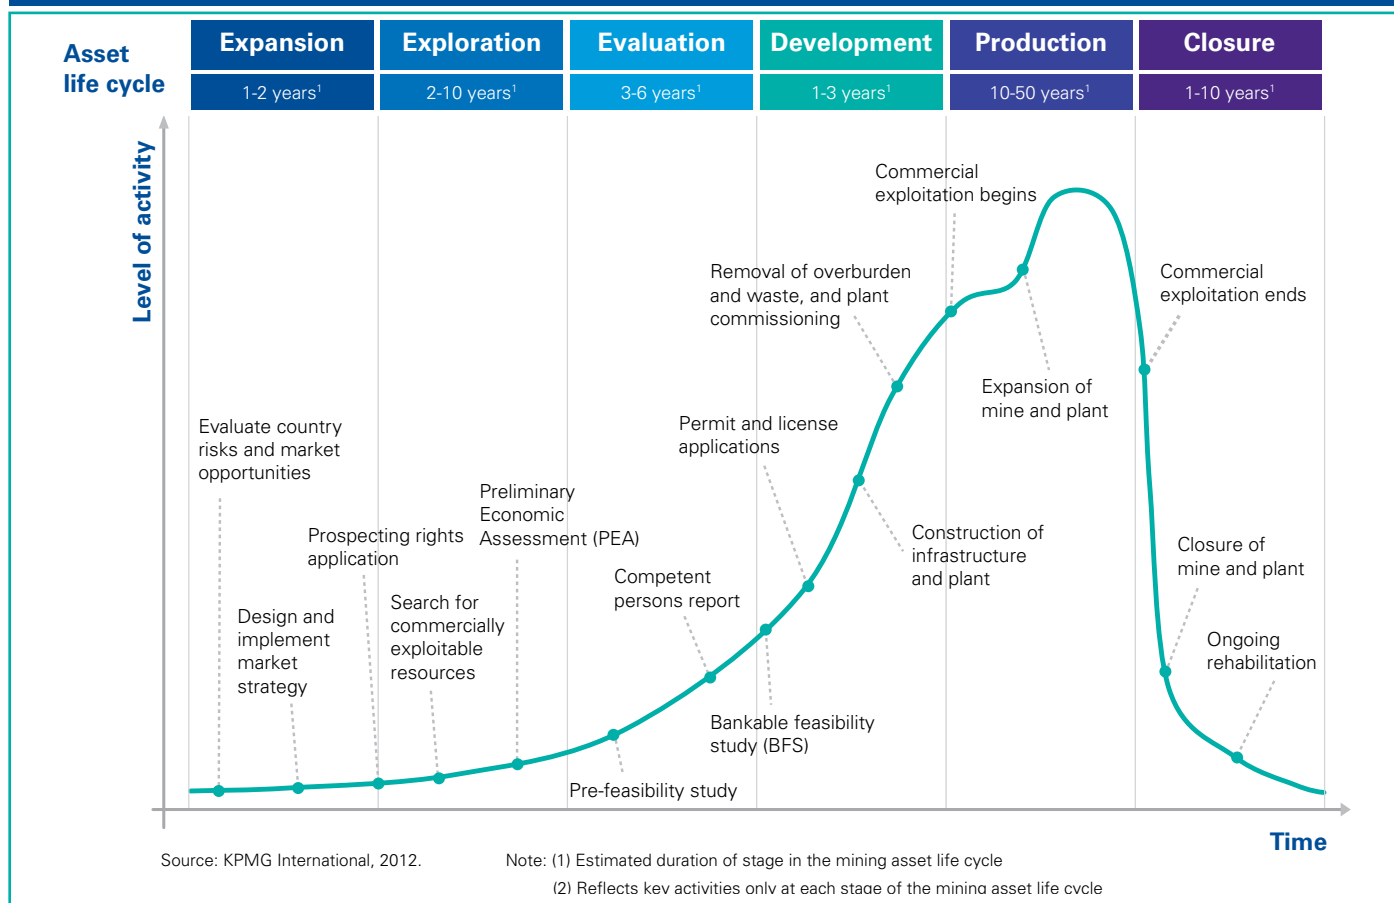 Asset
life cycle
Expansion
Exploration
Evaluation
Development
Production
Closure
1-2 years¹
2-10 years¹
3-6 years¹
1-3 years¹
10-50 years¹
1-10 years¹
Level of activity
Commercial
exploitation begins
Removal of overburden
and waste, and plant
commissioning
Commercial
exploitation ends
Expansion of
mine and plant
Evaluate country
risks and market
opportunities
Permit and license
applications
Preliminary
Economic
Assessment (PEA)
Prospecting rights
application
Construction of
infrastructure
and plant
Closure of
mine and plant
Competent
persons report
Design and
implement
market
strategy
Search for
commercially
exploitable
resources
Ongoing
rehabilitation
Bankable feasibility
study (BFS)
Pre-feasibility study
Time
Source: KPMG International, 2012.
Note: (1) Estimated duration of stage in the mining asset life cycle
(2) Reflects key activities only at each stage of the mining asset life cycle